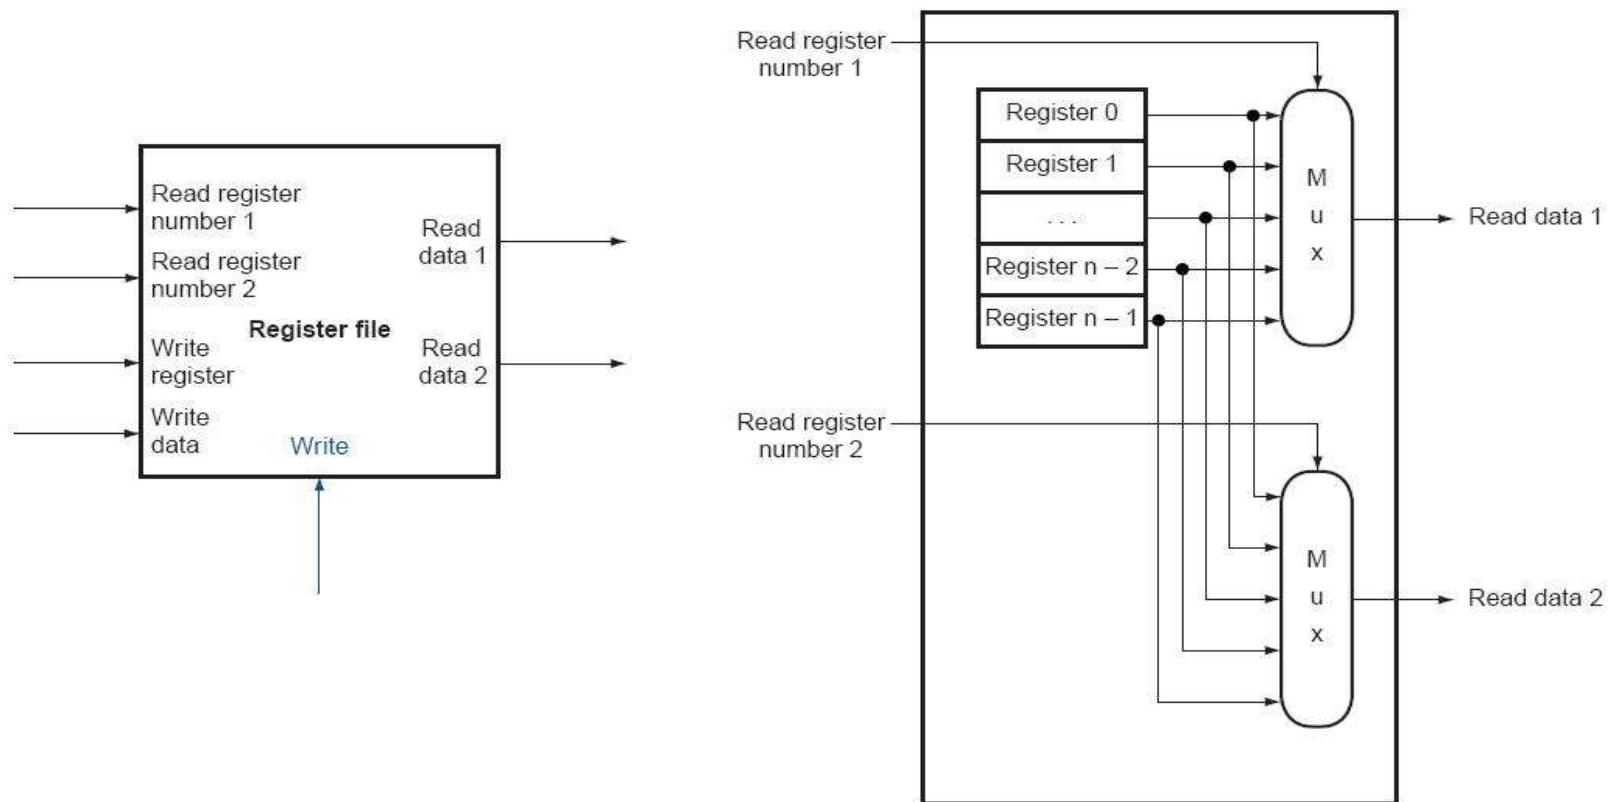 Read register
number 1
Read register
number 2
Write
register
Write
data
Register file
Write
Read
data 1
Read
data 2
Read register
number 1
Register 0
Register 1
. . .
Register n – 2
Register n – 1
M
u
x
Read data 1
Read register
number 2
M
u
x
Read data 2